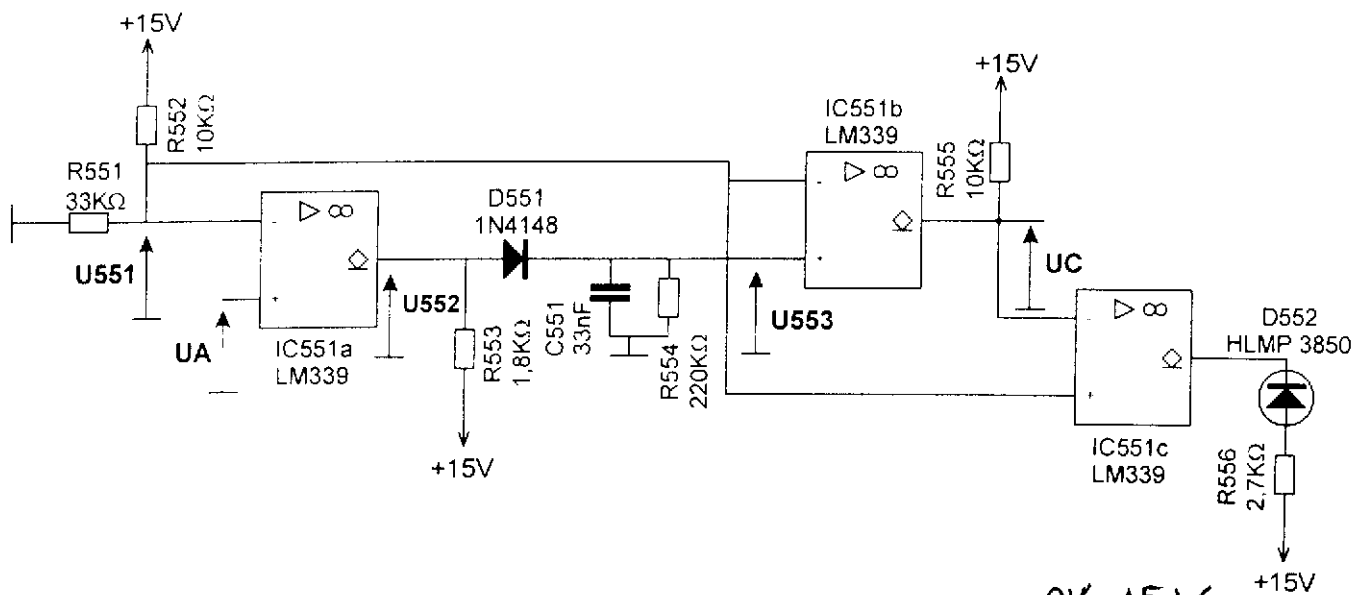 +15V
R552
10KΩ
R551
33KΩ
▷ ∞
-
+
U551
UA
IC551a
LM339
U552
D551
1N4148
R553
1,8KΩ
+15V
C551
33nF
R554
220KΩ
U553
IC551b
LM339
▷ ∞
-
+
+15V
R555
10KΩ
UC
▷ ∞
-
+
IC551c
LM339
D552
HLMP 3850
R556
2,7KΩ
+15V